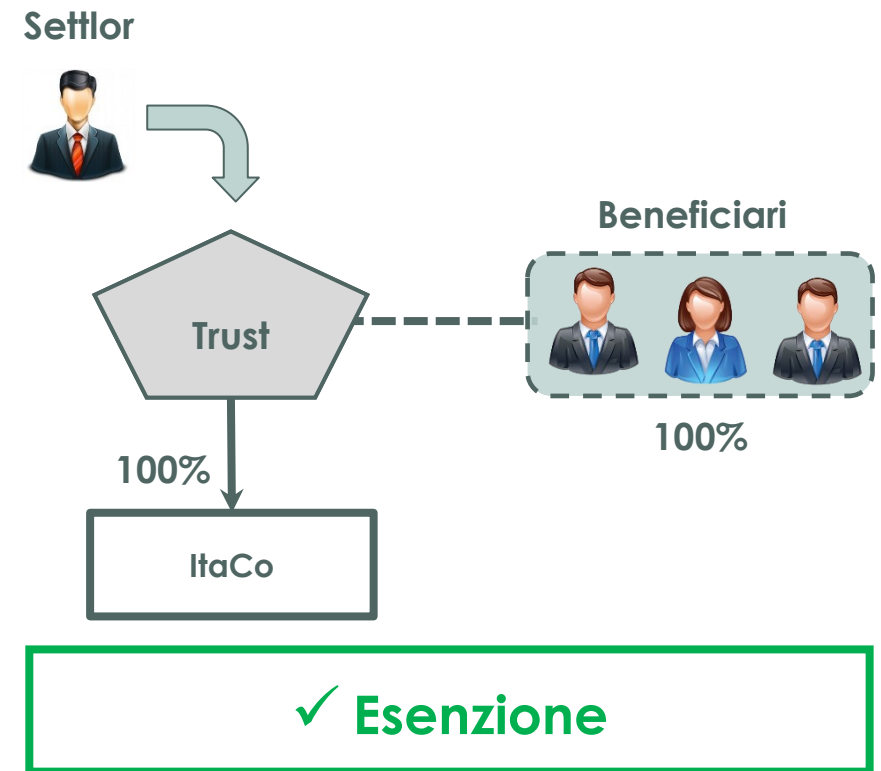 Settlor
Beneficiari
Trust
100%
100%
ItaCo
✓ Esenzione